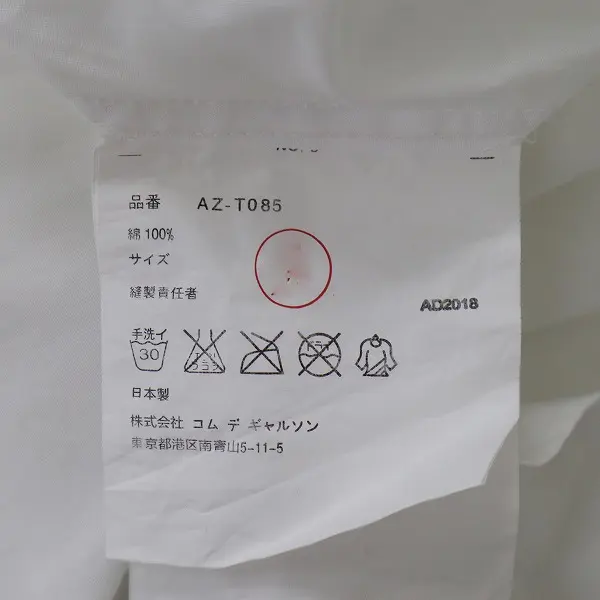 品番 AZ-T085
綿 100%
サイズ
縫製責任者
AD2018
手洗イ
30
日本製
株式会社 コム デ ギャルソン
東京都港区南青山5-11-5